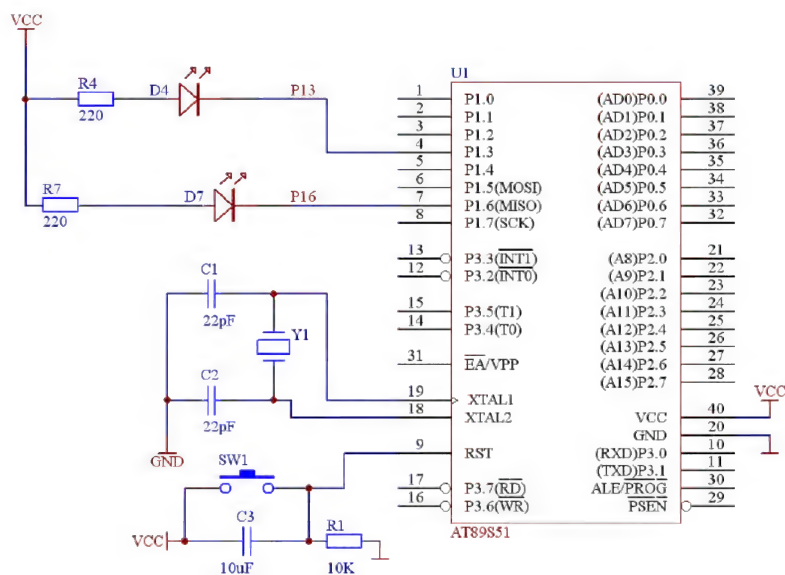 VCC
R4
220
D4
P13
R7
220
D7
P16
C1
22pF
Y1
C2
22pF
GND
SW1
VCC
C3
10uF
R1
10K
U1
1 P1.0
2 P1.1
3 P1.2
4 P1.3
5 P1.4
6 P1.5(MOSI)
7 P1.6(MISO)
8 P1.7(SCK)
13 P3.3(INT1)
12 P3.2(INT0)
15 P3.5(T1)
14 P3.4(T0)
31 EA/VPP
19 XTAL1
18 XTAL2
9 RST
17 P3.7(RD)
16 P3.6(WR)
(AD0)P0.0 39
(AD1)P0.1 38
(AD2)P0.2 37
(AD3)P0.3 36
(AD4)P0.4 35
(AD5)P0.5 34
(AD6)P0.6 33
(AD7)P0.7 32
(A8)P2.0 21
(A9)P2.1 22
(A10)P2.2 23
(A11)P2.3 24
(A12)P2.4 25
(A13)P2.5 26
(A14)P2.6 27
(A15)P2.7 28
VCC 40
GND 20
(RXD)P3.0 10
(TXD)P3.1 11
ALE/PROG 30
PSEN 29
VCC
AT89S51